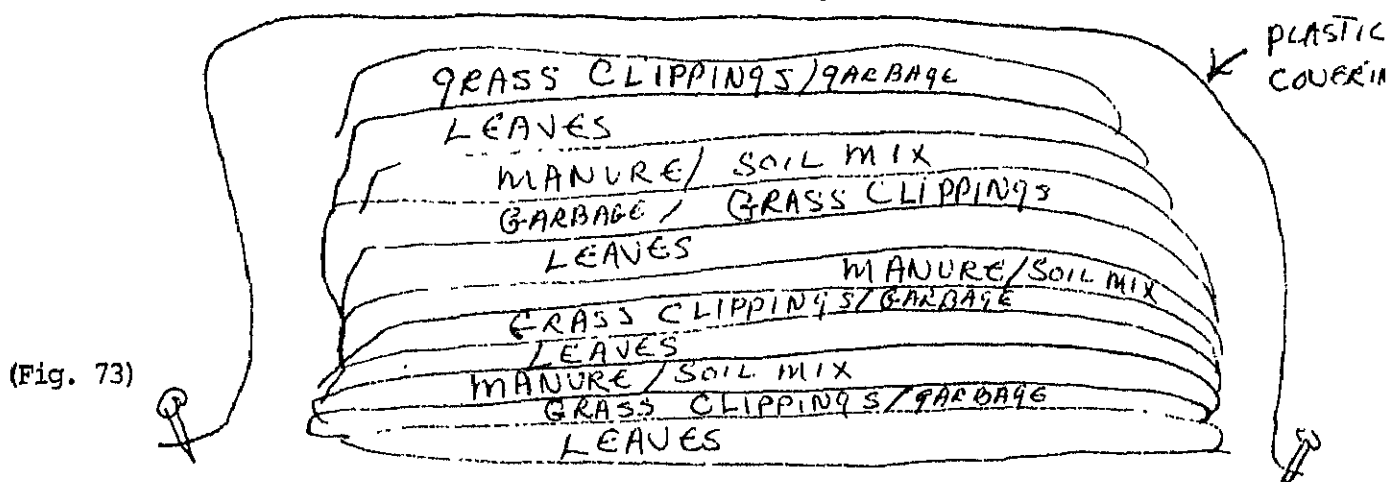 PLASTIC
COVERIN
GRASS CLIPPINGS/GARBAGE
LEAVES
MANURE/ SOIL MIX
GARBAGE/ GRASS CLIPPINGS
LEAVES
MANURE/SOIL MIX
GRASS CLIPPINGS/GARBAGE
LEAVES
MANURE/SOIL MIX
GRASS CLIPPINGS/GARBAGE
LEAVES
(Fig. 73)